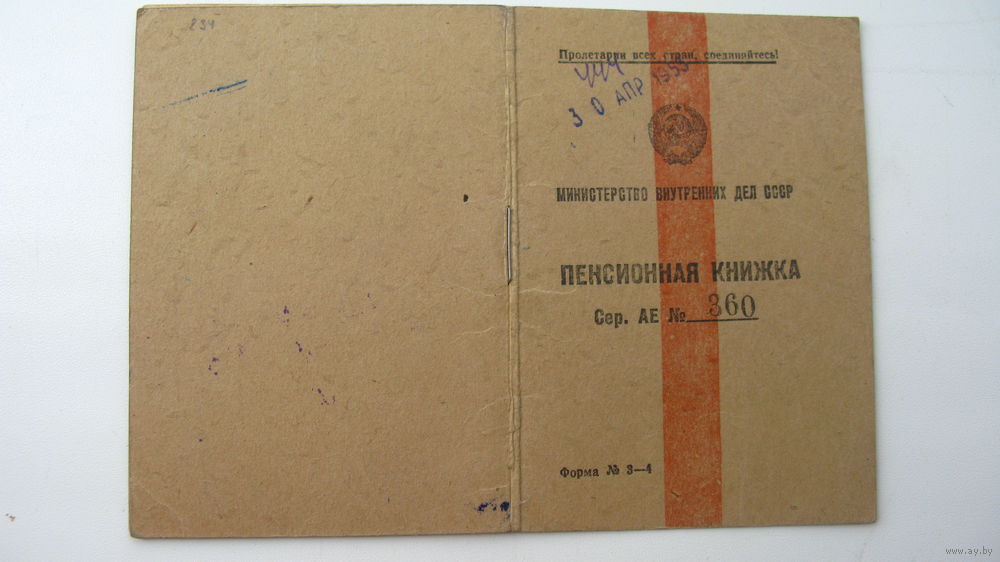 234
Пролетарии всех стран, соединяйтесь!
30 АПР 1955
МИНИСТЕРСТВО ВНУТРЕННИХ ДЕЛ СССР
ПЕНСИОННАЯ КНИЖКА
Сер. АЕ № 360
Форма № 3—4
www.ay.by